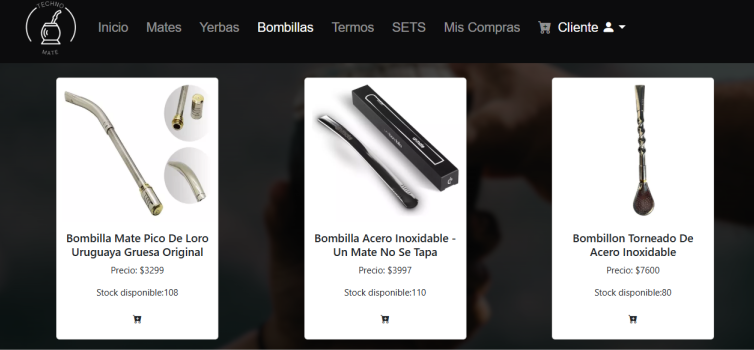 TECHNO
MATE
Inicio Mates Yerbas Bombillas Termos SETS Mis Compras Cliente
Bombilla Mate Pico De Loro
Uruguaya Gruesa Original
Precio: $3299
Stock disponible:108
Bombilla Acero Inoxidable -
Un Mate No Se Tapa
Precio: $3997
Stock disponible:110
Bombillon Torneado De
Acero Inoxidable
Precio: $7600
Stock disponible:80